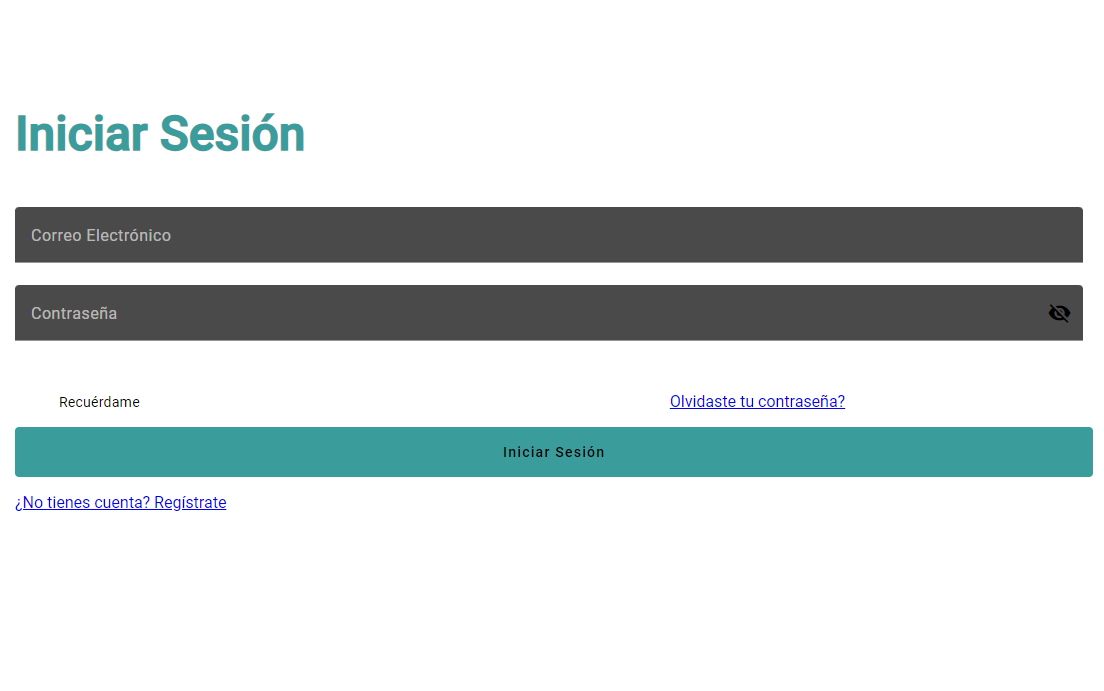 Iniciar Sesión
Correo Electrónico
Contraseña
Recuérdame
Olvidaste tu contraseña?
Iniciar Sesión
¿No tienes cuenta? Regístrate